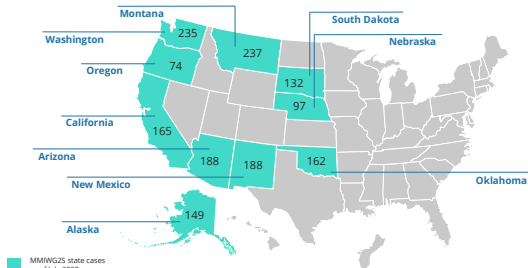 Montana
South Dakota
Washington
235
Nebraska
237
Oregon
74
132
97
California
165
Arizona
188
188
162
New Mexico
Oklahoma
149
Alaska
MMIWG2S state cases